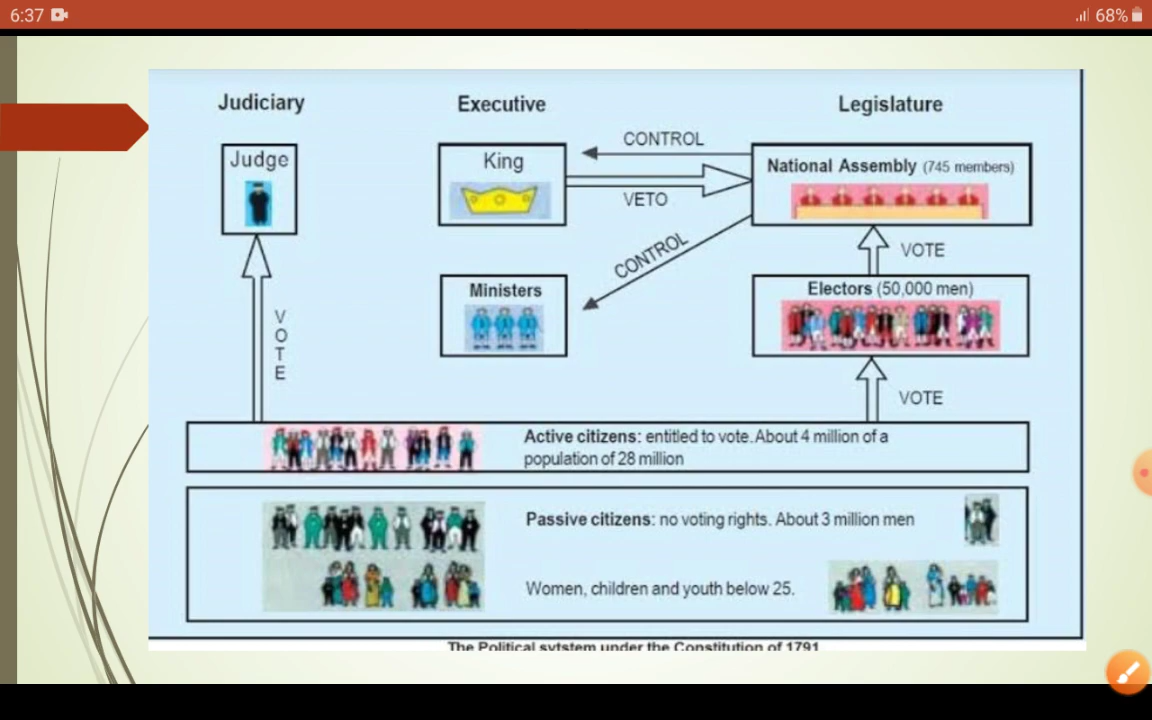 6:37
68%
Judiciary
Executive
Legislature
Judge
King
CONTROL
VETO
National Assembly (745 members)
CONTROL
VOTE
Ministers
Electors (50,000 men)
VOTE
VOTE
Active citizens: entitled to vote. About 4 million of a
population of 28 million
Passive citizens: no voting rights. About 3 million men
Women, children and youth below 25.
The Political sytstem under the Constitution of 1791